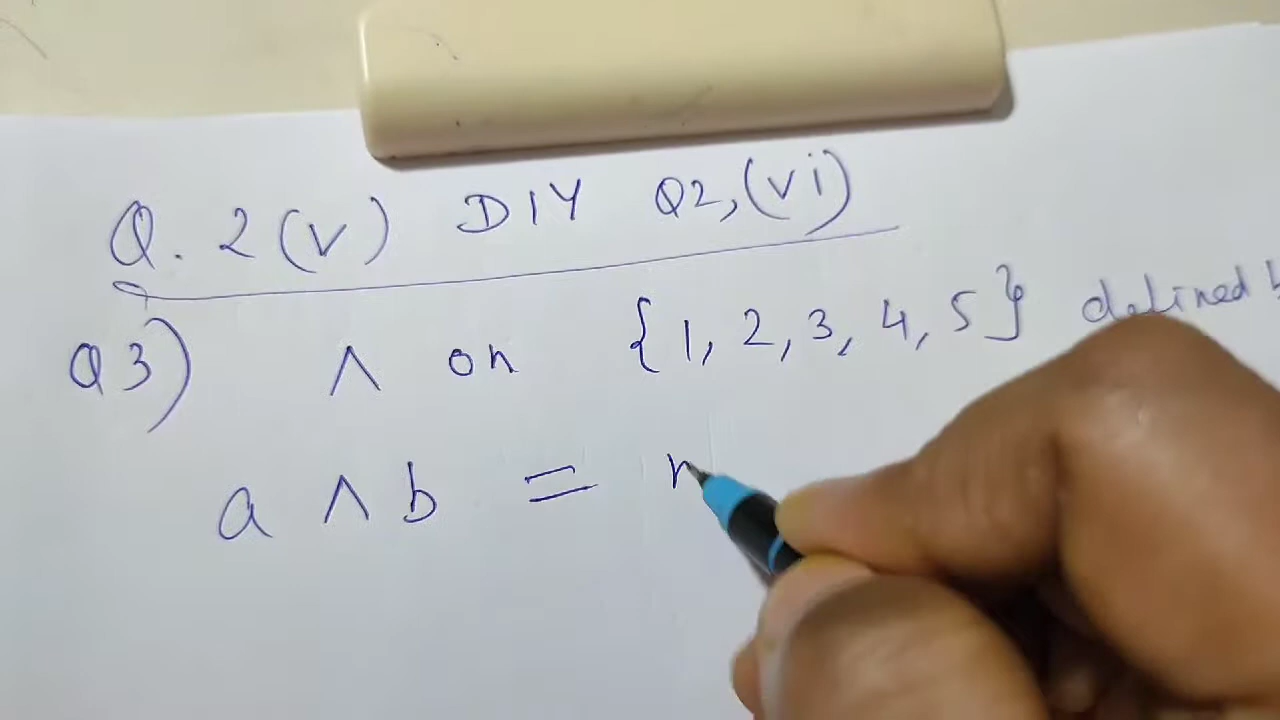 Q. 2(v) DIY Q2,(vi)
Q3) ∧ on {1, 2, 3, 4, 5} defined
a ∧ b =